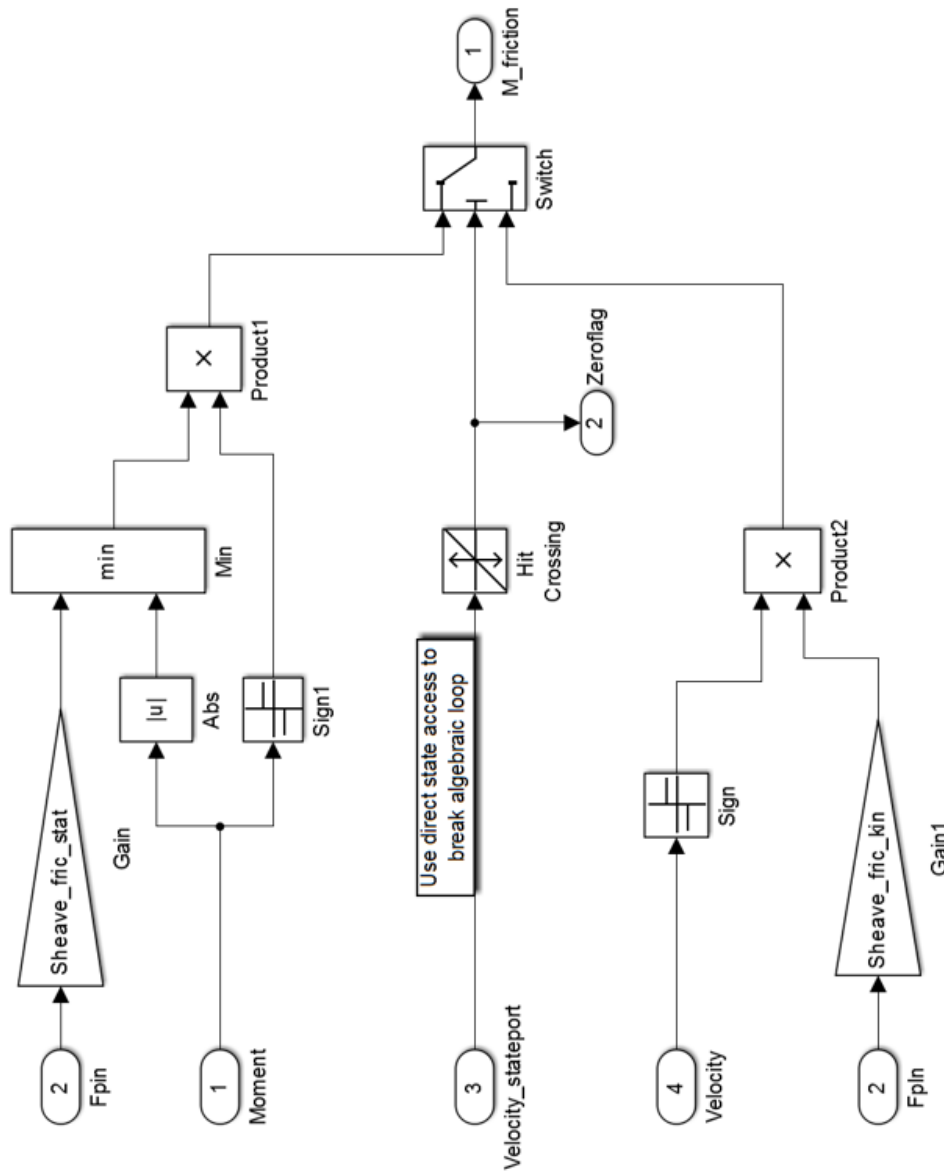 2
Fpin
Sheave_fric_stat
Gain
1
Moment
|u|
Abs
Sign1
min
Min
×
Product1
3
Velocity_stateport
Use direct state access to
break algebraic loop
Hit
Crossing
2
Zeroflag
Switch
1
M_friction
4
Velocity
Sign
2
FpIn
Sheave_fric_kin
Gain1
×
Product2